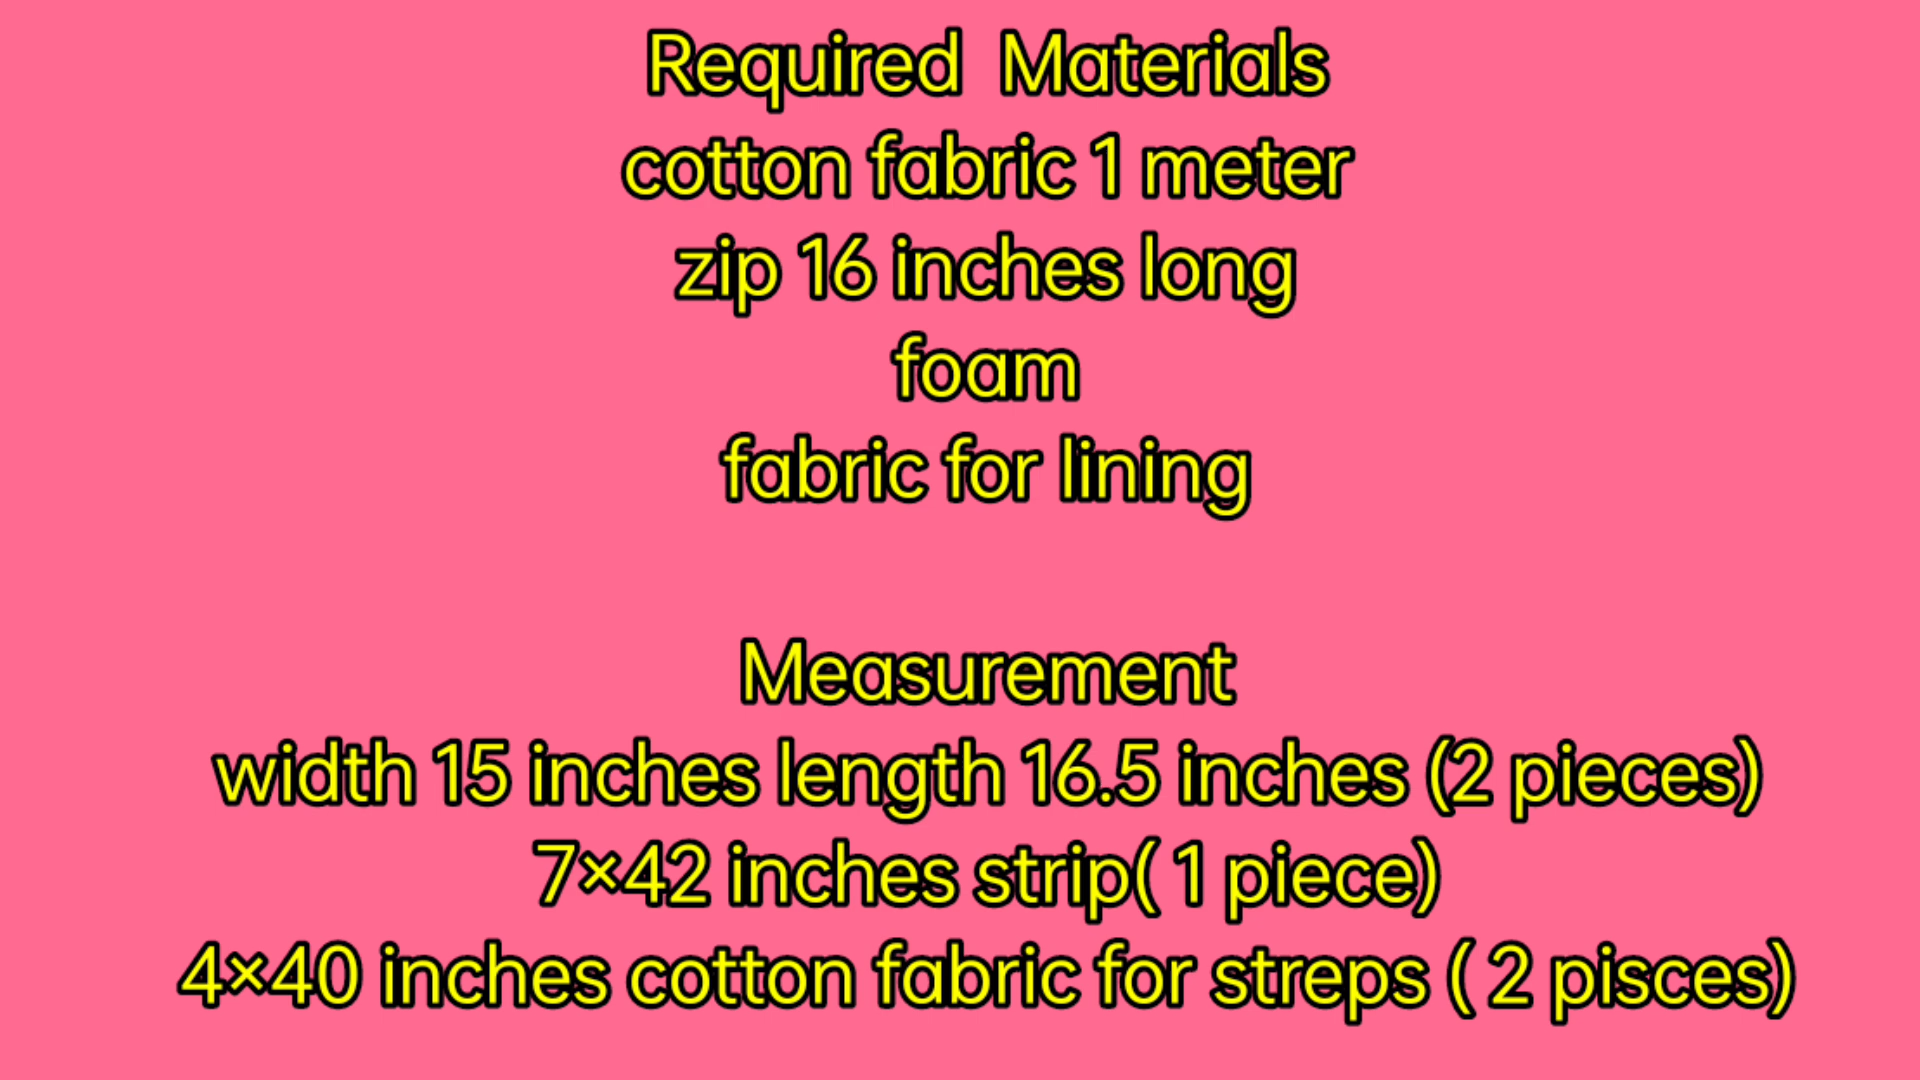 Required Materials
cotton fabric 1 meter
zip 16 inches long
foam
fabric for lining
Measurement
width 15 inches length 16.5 inches (2 pieces)
7×42 inches strip( 1 piece)
4×40 inches cotton fabric for streps ( 2 pisces)